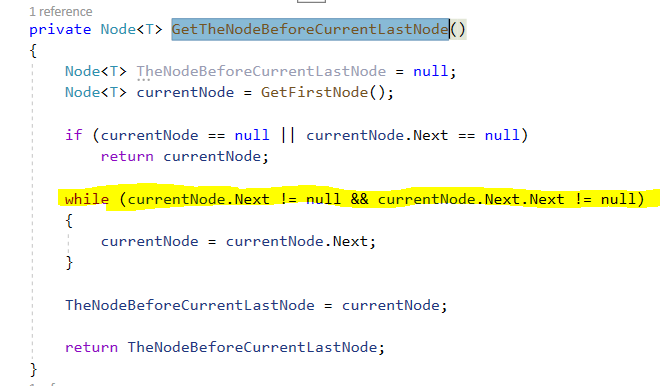 1 reference
private Node<T> GetTheNodeBeforeCurrentLastNode()
{
Node<T> TheNodeBeforeCurrentLastNode = null;
Node<T> currentNode = GetFirstNode();
if (currentNode == null || currentNode.Next == null)
return currentNode;
while (currentNode.Next != null && currentNode.Next.Next != null)
{
currentNode = currentNode.Next;
}
TheNodeBeforeCurrentLastNode = currentNode;
return TheNodeBeforeCurrentLastNode;
}